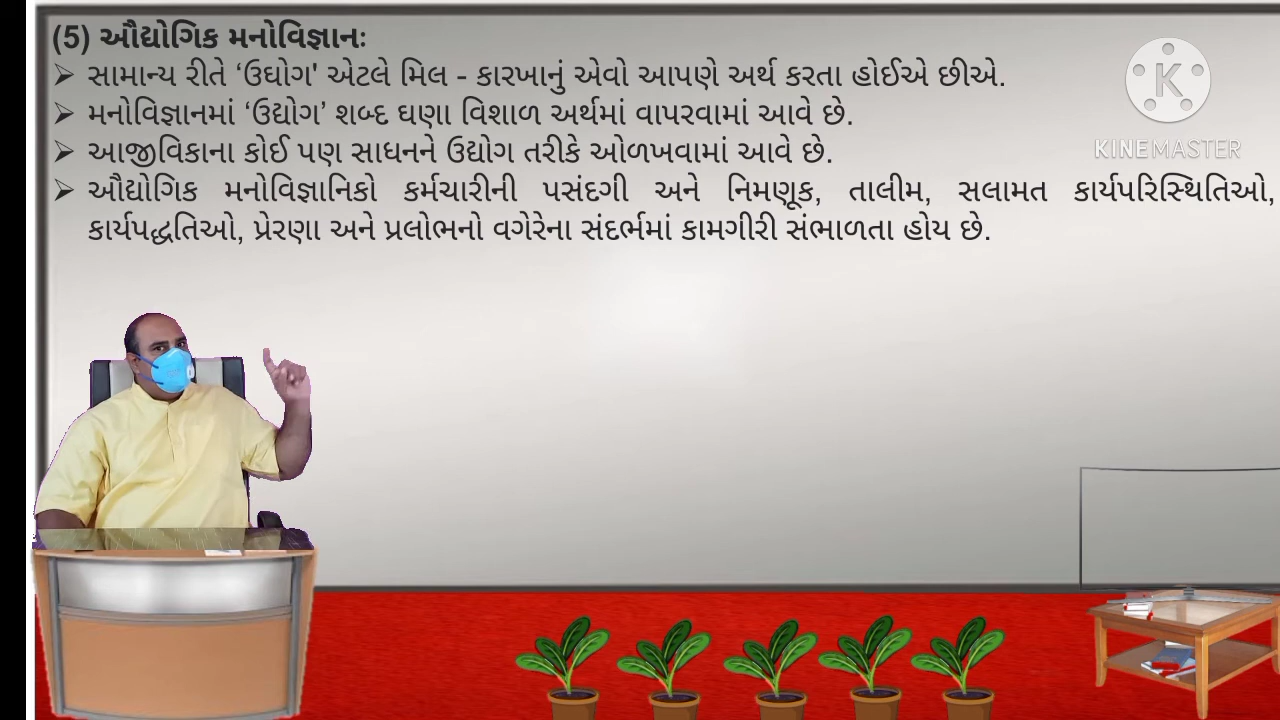 (5) ઔદ્યોગિક મનોવિજ્ઞાનઃ
➢ સામાન્ય રીતે ‘ઉઘોગ' એટલે મિલ - કારખાનું એવો આપણે અર્થ કરતા હોઈએ છીએ.
➢ મનોવિજ્ઞાનમાં ‘ઉદ્યોગ’ શબ્દ ઘણા વિશાળ અર્થમાં વાપરવામાં આવે છે.
➢ આજીવિકાના કોઈ પણ સાધનને ઉદ્યોગ તરીકે ઓળખવામાં આવે છે.
➢ ઔદ્યોગિક મનોવિજ્ઞાનિકો કર્મચારીની પસંદગી અને નિમણૂક, તાલીમ, સલામત કાર્યપરિસ્થિતિઓ,
કાર્યપદ્ધતિઓ, પ્રેરણા અને પ્રલોભનો વગેરેના સંદર્ભમાં કામગીરી સંભાળતા હોય છે.
K
KINEMASTER